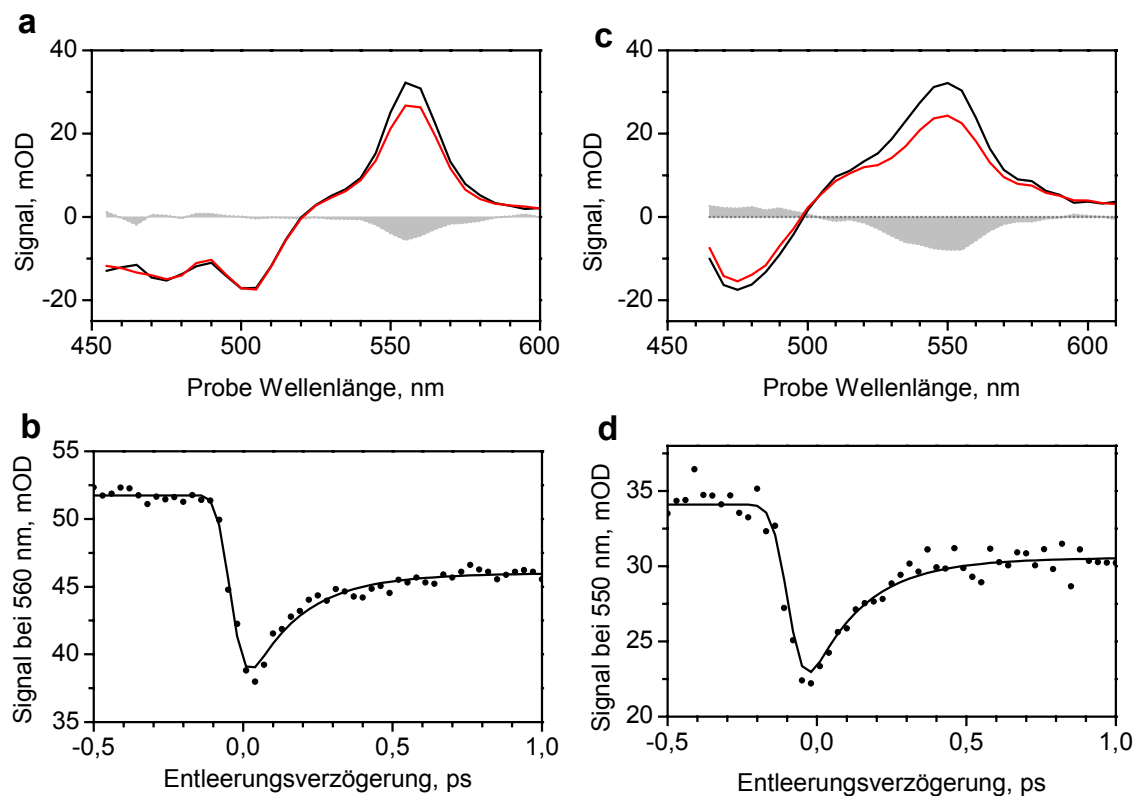 a
40
20
0
-20
Signal, mOD
450 500 550 600
Probe Wellenlänge, nm
c
40
20
0
-20
Signal, mOD
450 500 550 600
Probe Wellenlänge, nm
b
55
50
45
40
35
Signal bei 560 nm, mOD
-0,5 0,0 0,5 1,0
Entleerungsverzögerung, ps
d
35
30
25
20
Signal bei 550 nm, mOD
-0,5 0,0 0,5 1,0
Entleerungsverzögerung, ps